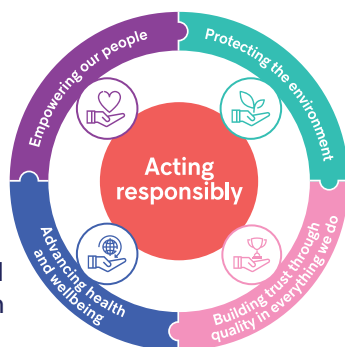 Empowering our people
Protecting the environment
Acting
responsibly
Advancing health
and wellbeing
Building trust through
quality in everything we do